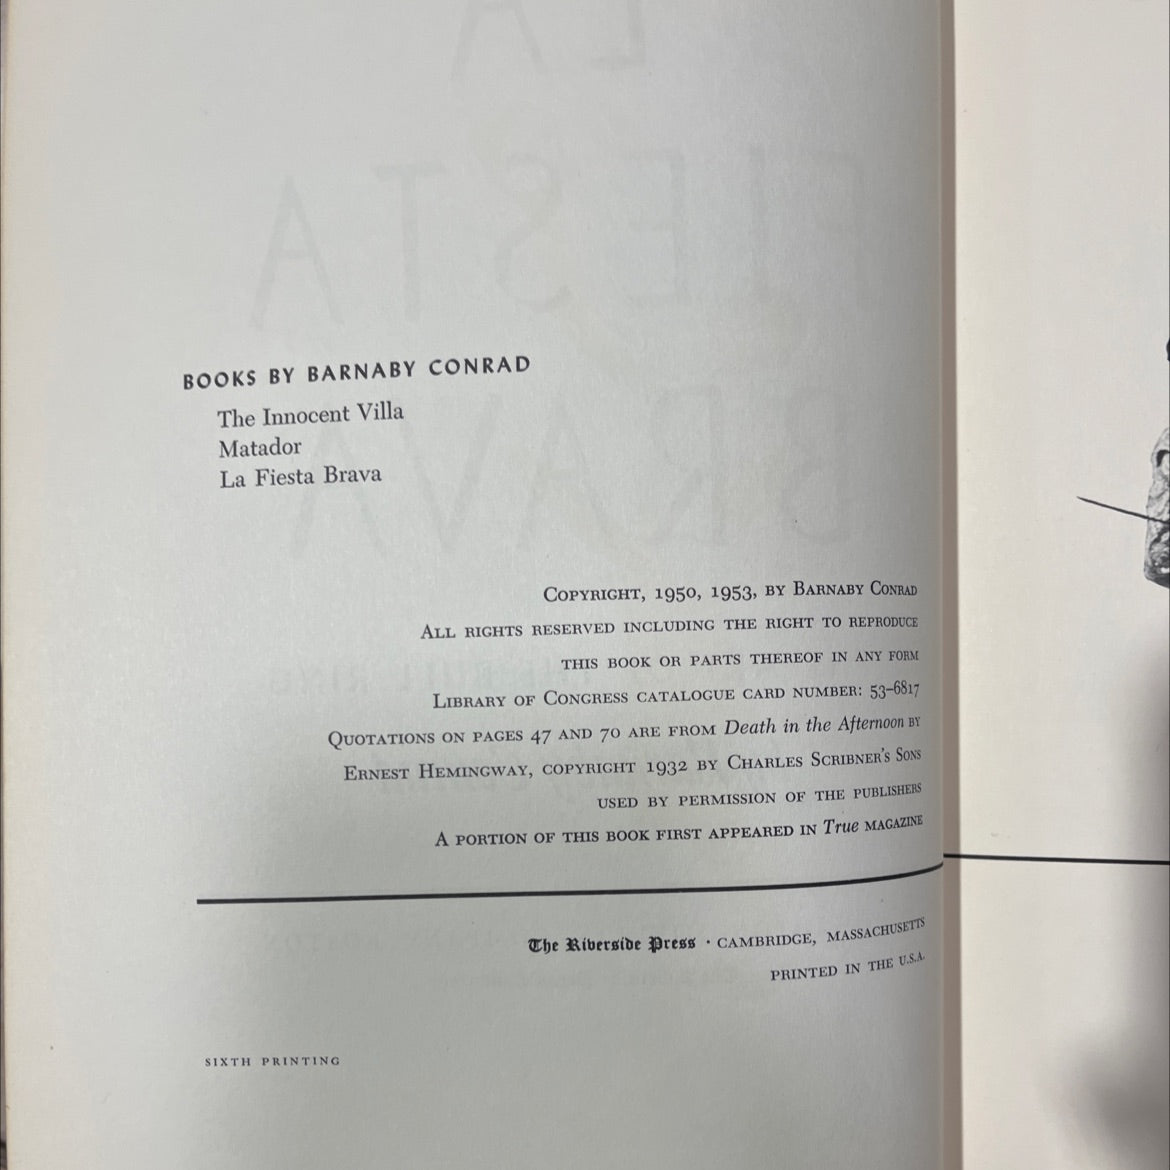 BOOKS BY BARNABY CONRAD
The Innocent Villa
Matador
La Fiesta Brava
COPYRIGHT, 1950, 1953, BY BARNABY CONRAD
ALL RIGHTS RESERVED INCLUDING THE RIGHT TO REPRODUCE
THIS BOOK OR PARTS THEREOF IN ANY FORM
LIBRARY OF CONGRESS CATALOGUE CARD NUMBER: 53–6817
QUOTATIONS ON PAGES 47 AND 70 ARE FROM Death in the Afternoon BY
ERNEST HEMINGWAY, COPYRIGHT 1932 BY CHARLES SCRIBNER'S SONS
USED BY PERMISSION OF THE PUBLISHERS
A PORTION OF THIS BOOK FIRST APPEARED IN True MAGAZINE
The Riverside Press · CAMBRIDGE, MASSACHUSETTS
PRINTED IN THE U.S.A.
SIXTH PRINTING